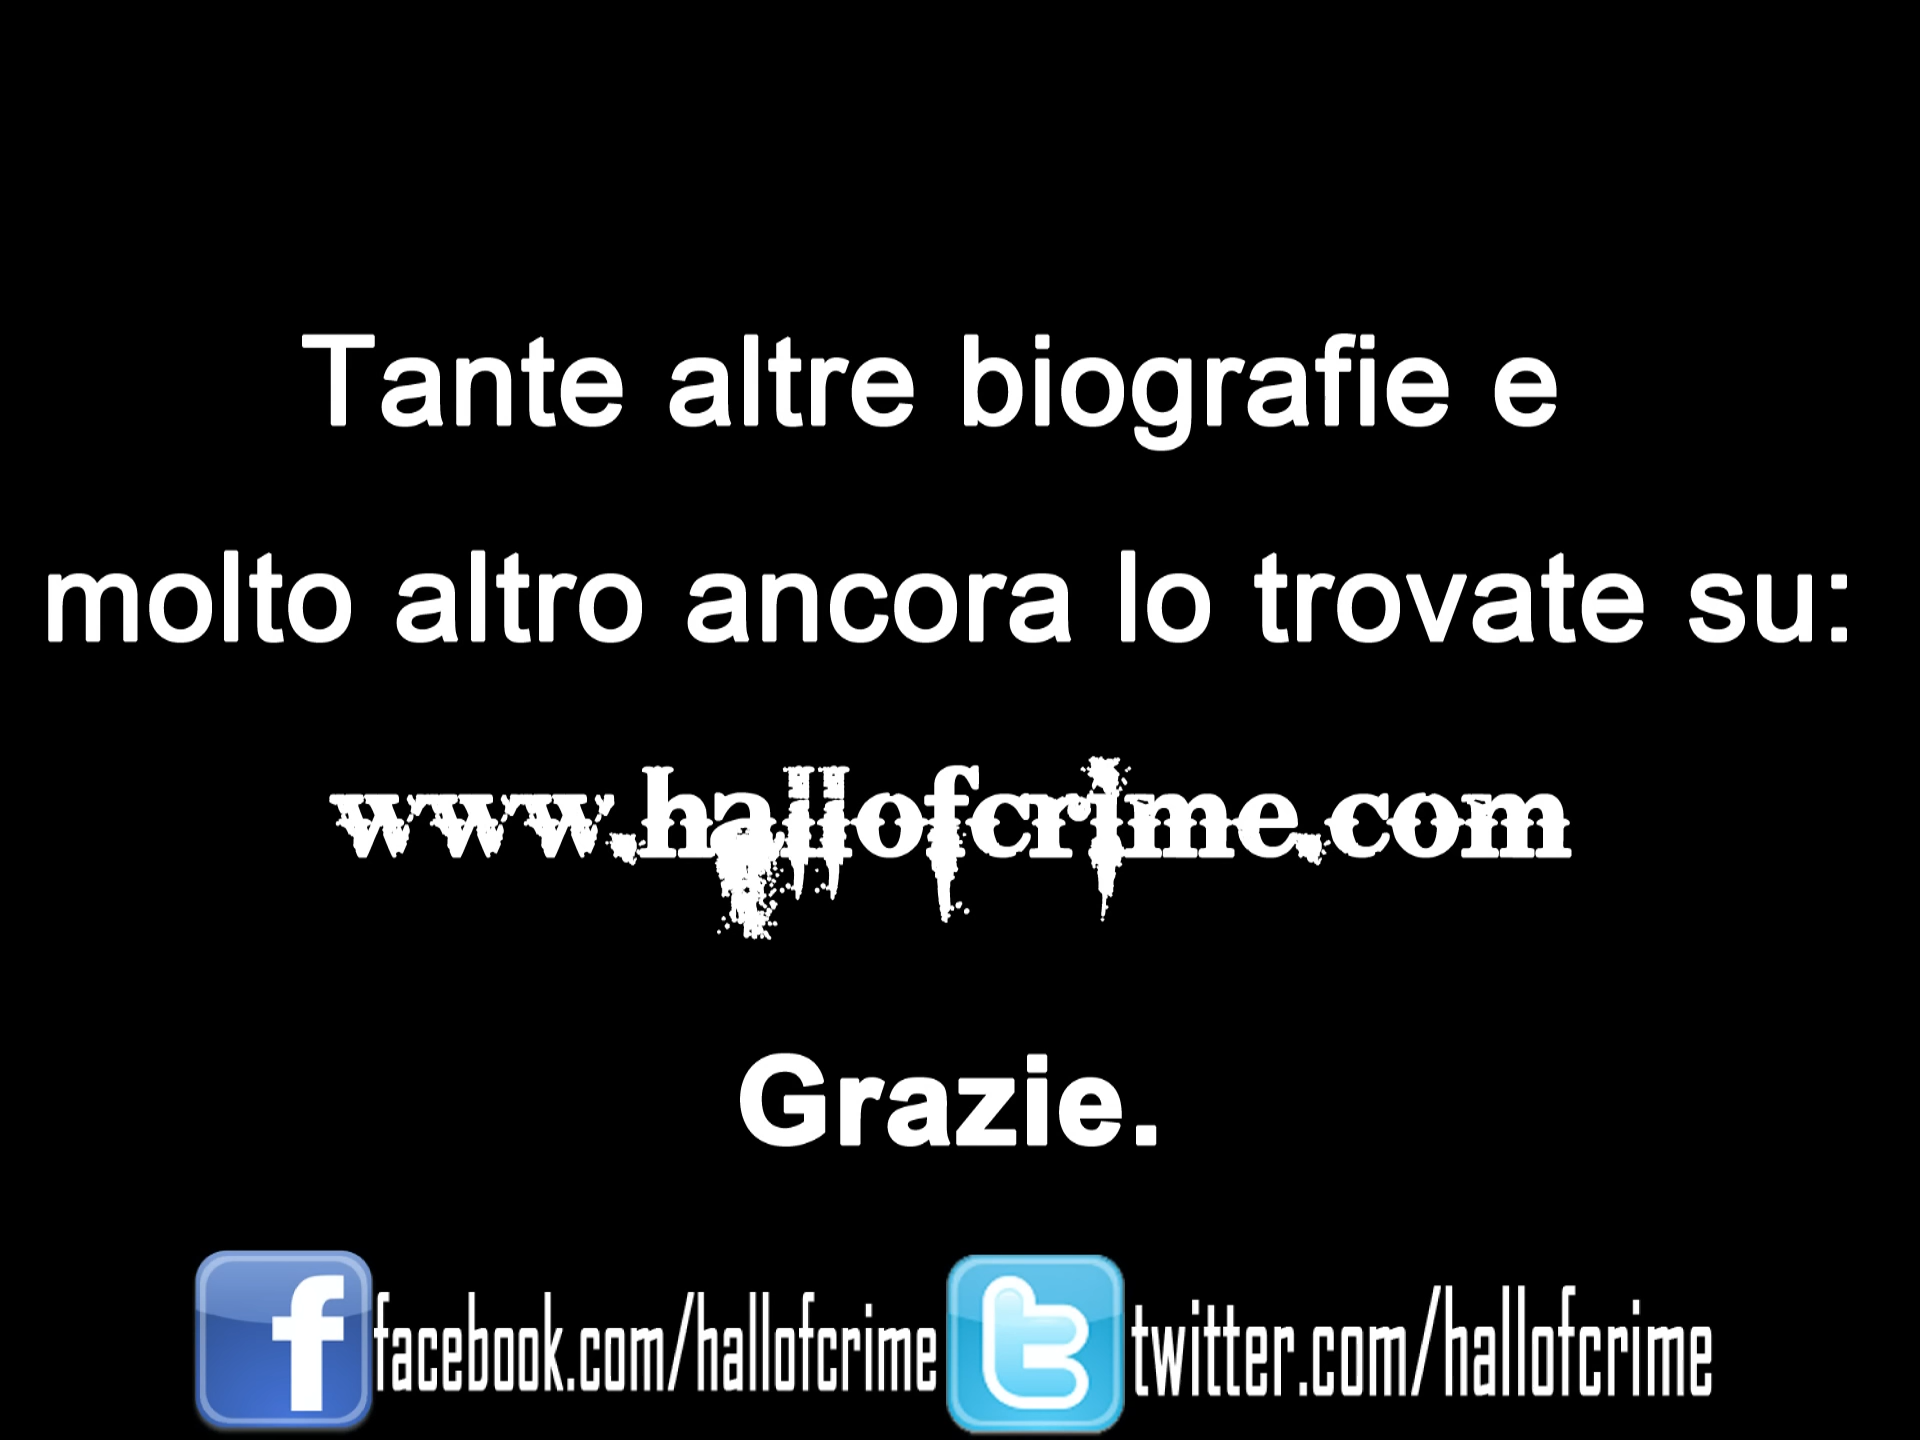 Tante altre biografie e
molto altro ancora lo trovate su:
www.hallofcrime.com
Grazie.
facebook.com/hallofcrime twitter.com/hallofcrime